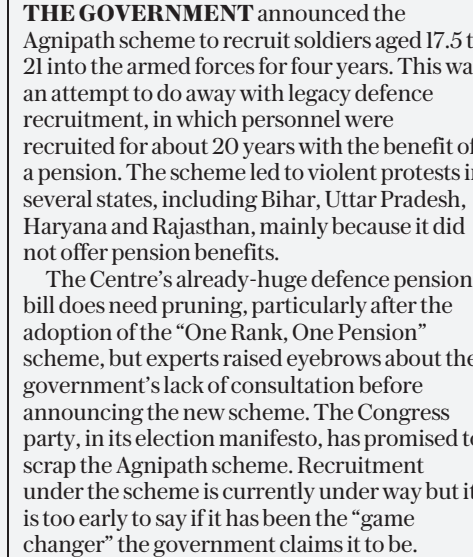 THE GOVERNMENT announced the
Agnipath scheme to recruit soldiers aged 17.5 t
21 into the armed forces for four years. This wa
an attempt to do away with legacy defence
recruitment, in which personnel were
recruited for about 20 years with the benefit of
a pension. The scheme led to violent protests i
several states, including Bihar, Uttar Pradesh,
Haryana and Rajasthan, mainly because it did
not offer pension benefits.
The Centre’s already-huge defence pension
bill does need pruning, particularly after the
adoption of the “One Rank, One Pension”
scheme, but experts raised eyebrows about the
government’s lack of consultation before
announcing the new scheme. The Congress
party, in its election manifesto, has promised t
scrap the Agnipath scheme. Recruitment
under the scheme is currently under way but it
is too early to say if it has been the “game
changer” the government claims it to be.